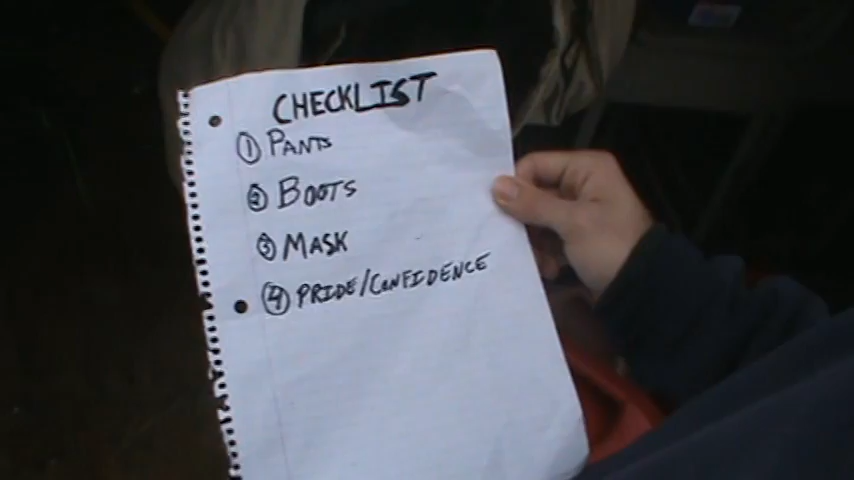 CHECKLIST
① PANTS
② BOOTS
③ MASK
④ PRIDE/CONFIDENCE